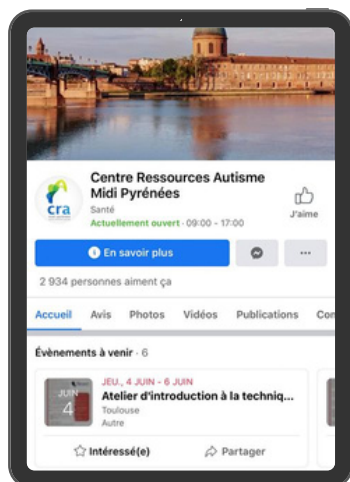 Centre Ressources Autisme
Midi Pyrénées
Santé
Actuellement ouvert · 09:00 - 17:00
J'aime
cra
En savoir plus
2 934 personnes aiment ça
Accueil Avis Photos Vidéos Publications Con
Évènements à venir · 6
JUIN
4
JEU., 4 JUIN - 6 JUIN
Atelier d'introduction à la techniq...
Toulouse
Autre
Intéressé(e) Partager